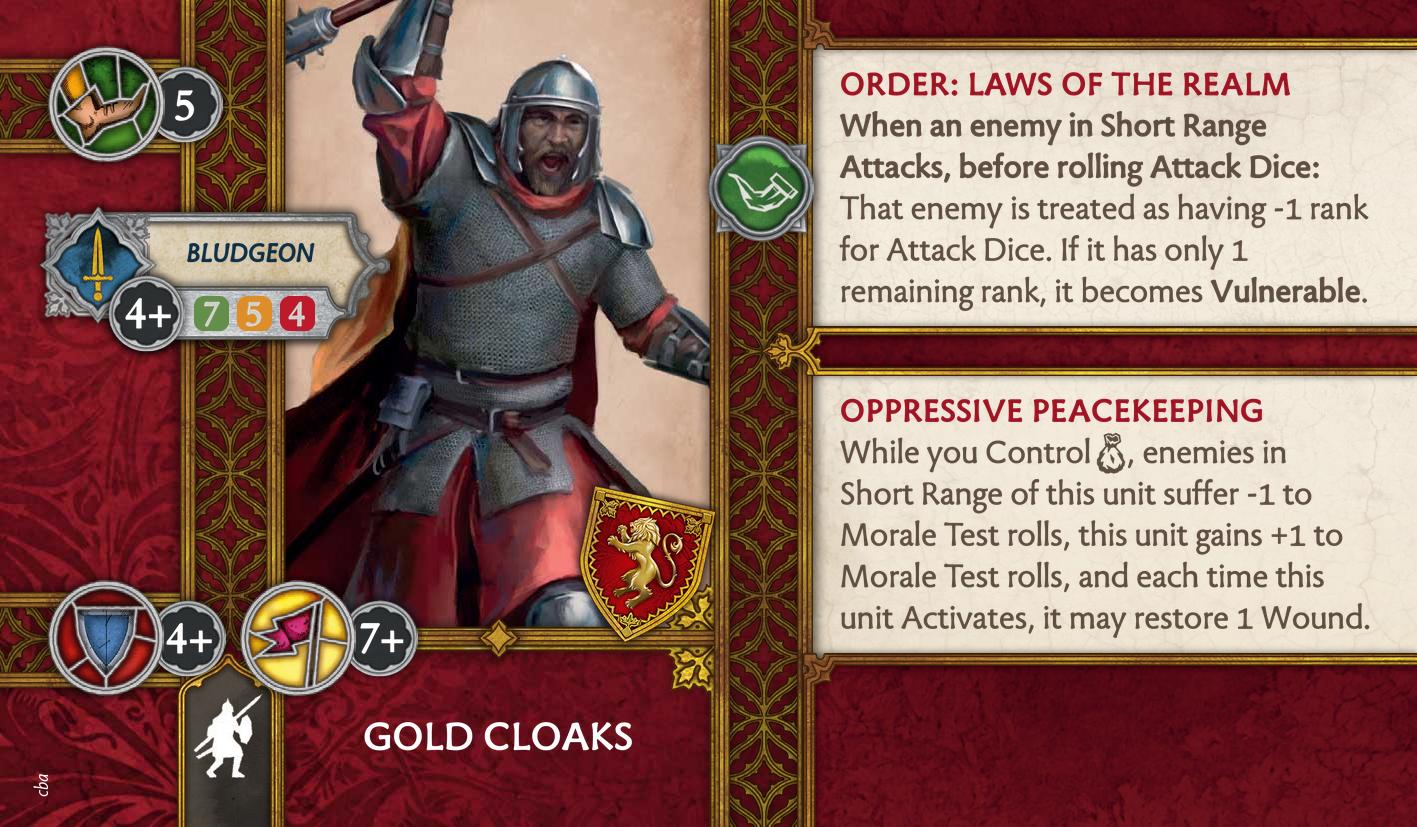 5
BLUDGEON
4+ 7 5 4
4+ 7+
GOLD CLOAKS
cba
ORDER: LAWS OF THE REALM
When an enemy in Short Range
Attacks, before rolling Attack Dice:
That enemy is treated as having -1 rank
for Attack Dice. If it has only 1
remaining rank, it becomes Vulnerable.
OPPRESSIVE PEACEKEEPING
While you Control , enemies in
Short Range of this unit suffer -1 to
Morale Test rolls, this unit gains +1 to
Morale Test rolls, and each time this
unit Activates, it may restore 1 Wound.